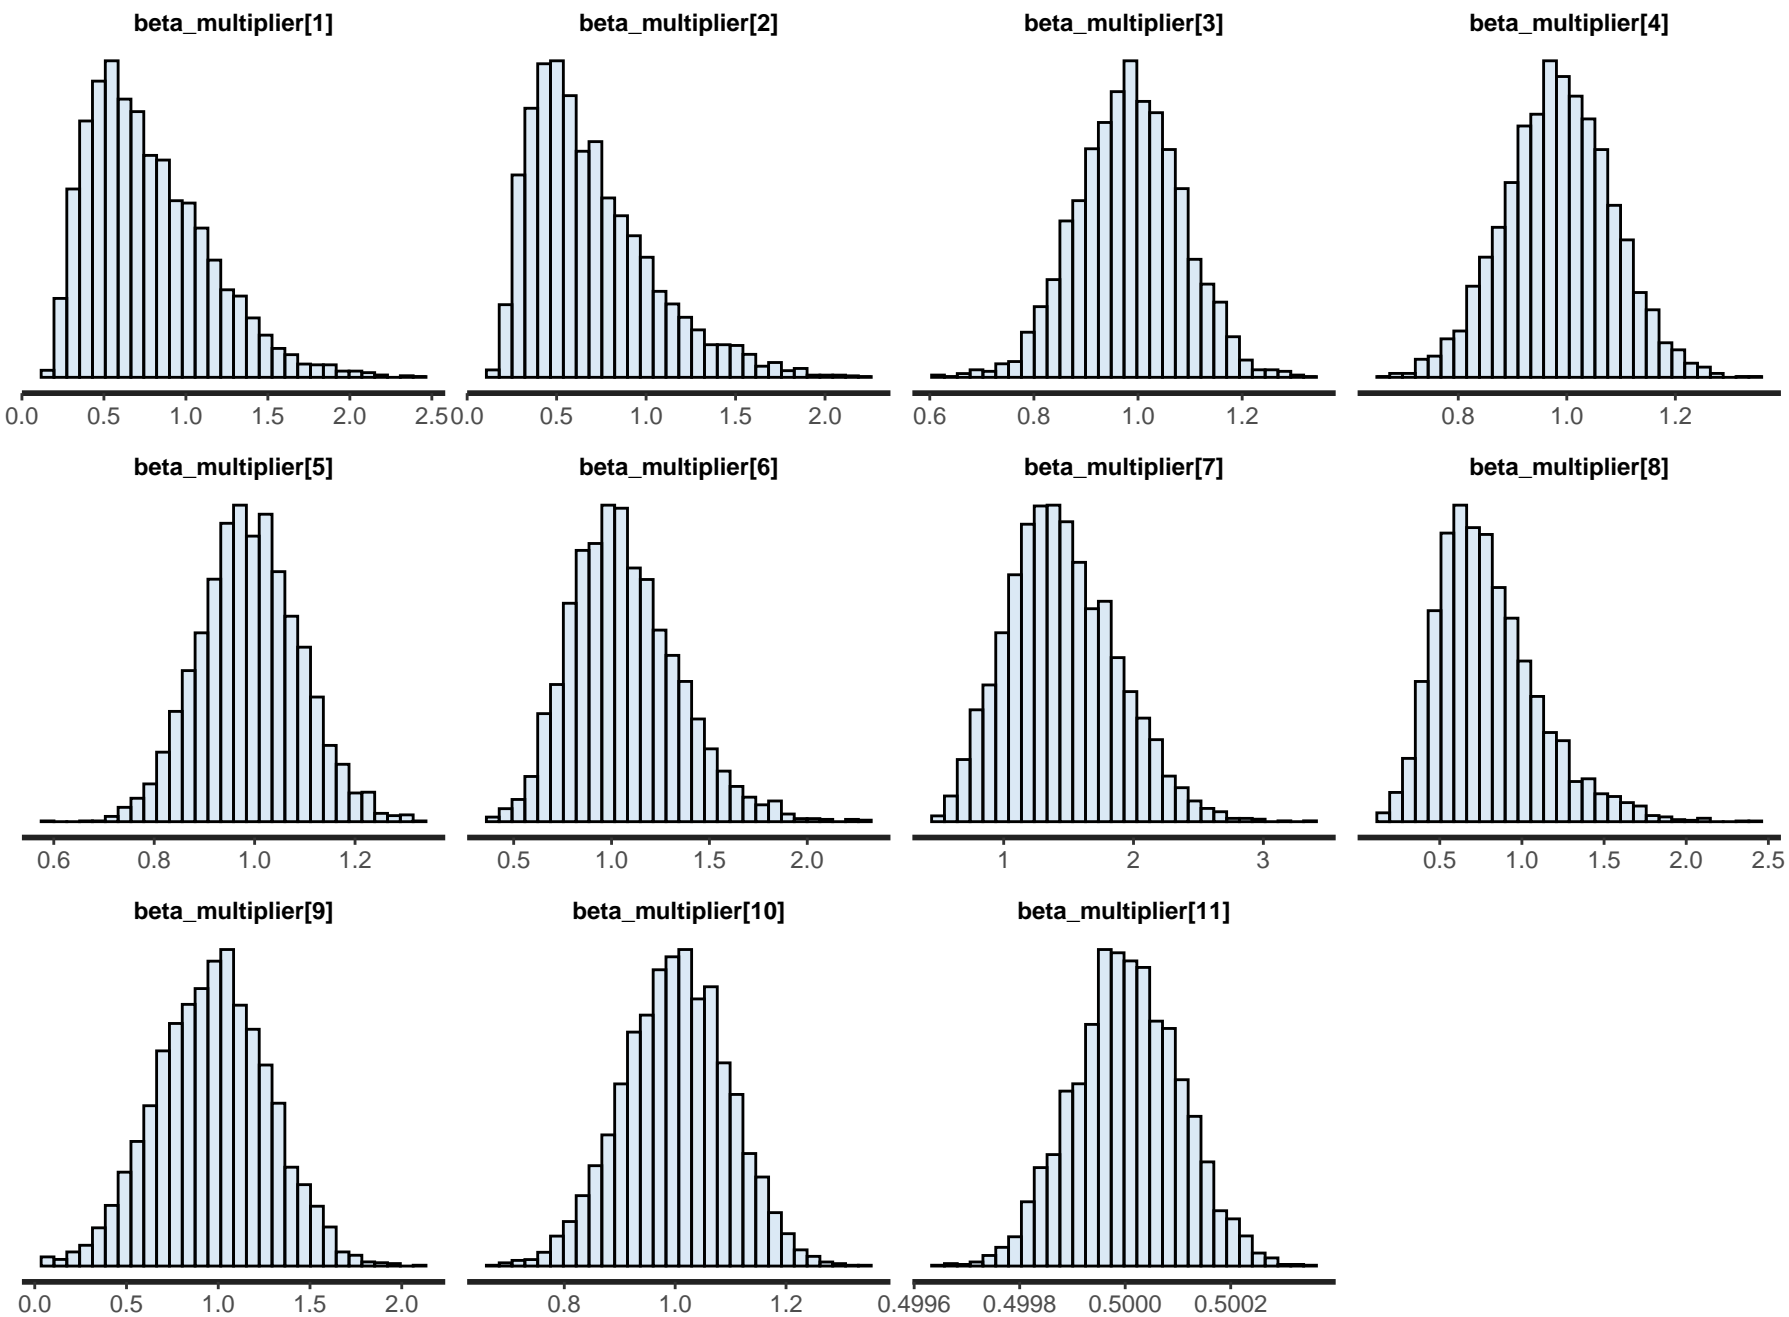 beta_multiplier[1] beta_multiplier[2] beta_multiplier[3] beta_multiplier[4]
0.0 0.5 1.0 1.5 2.0 2.5 0.0 0.5 1.0 1.5 2.0 0.6 0.8 1.0 1.2 0.8 1.0 1.2
beta_multiplier[5] beta_multiplier[6] beta_multiplier[7] beta_multiplier[8]
0.6 0.8 1.0 1.2 0.5 1.0 1.5 2.0 1 2 3 0.5 1.0 1.5 2.0 2.5
beta_multiplier[9] beta_multiplier[10] beta_multiplier[11]
0.0 0.5 1.0 1.5 2.0 0.8 1.0 1.2 0.4996 0.4998 0.5000 0.5002